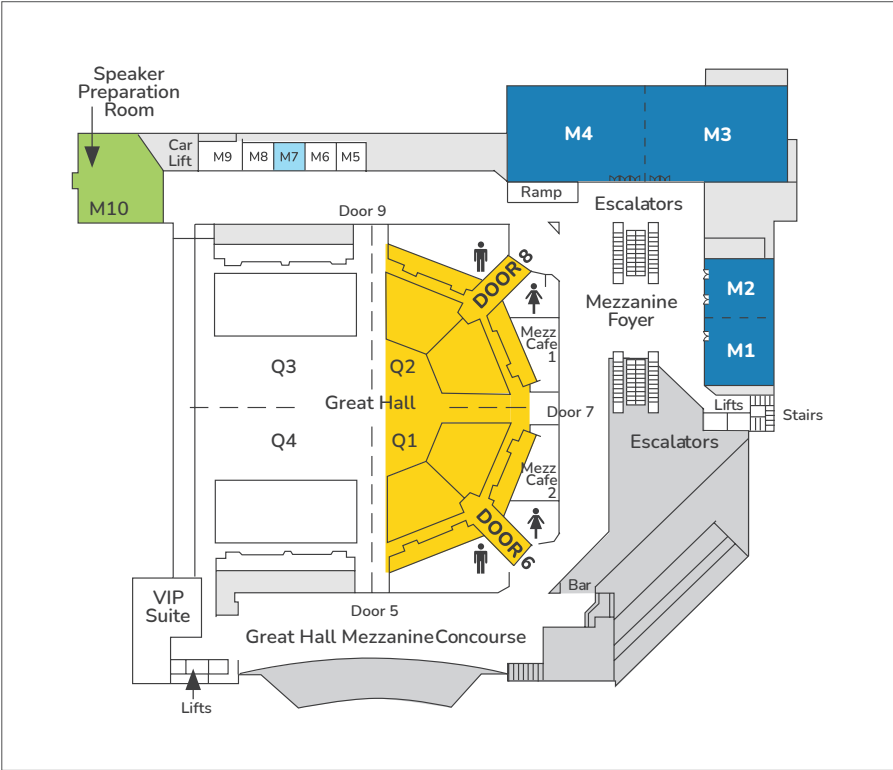 Speaker
Preparation
Room
Car
Lift
M9
M8
M7
M6
M5
M4
M3
M10
Ramp
Door 9
Escalators
DOOR 8
M2
Mezzanine
Foyer
Mezz
Cafe
1
M1
Q3
Q2
Great Hall
Door 7
Lifts
Stairs
Q4
Q1
Escalators
Mezz
Cafe
2
DOOR 6
VIP
Suite
Bar
Door 5
Great Hall Mezzanine Concourse
Lifts